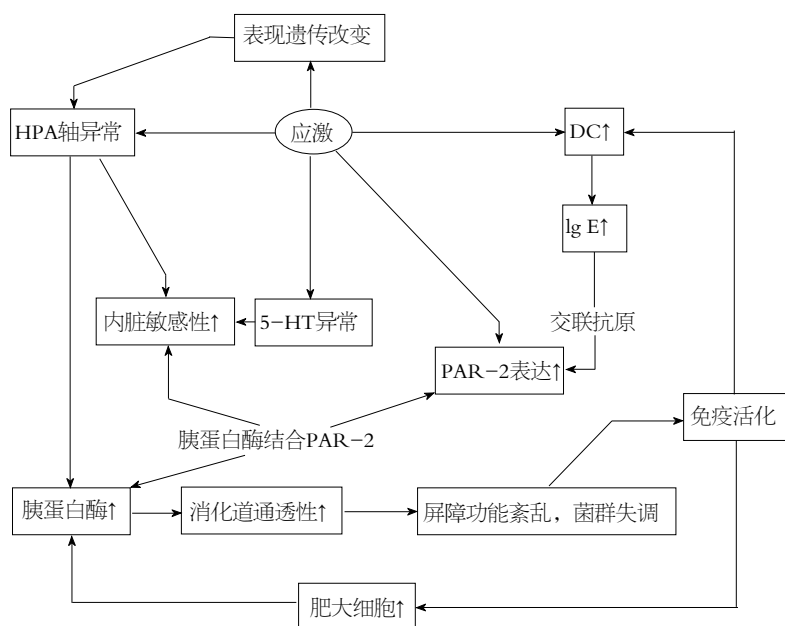 表现遗传改变
HPA轴异常
应激
DC↑
lg E↑
内脏敏感性↑
5-HT异常
交联抗原
PAR-2表达↑
免疫活化
胰蛋白酶结合PAR-2
胰蛋白酶↑
消化道通透性↑
屏障功能紊乱，菌群失调
肥大细胞↑